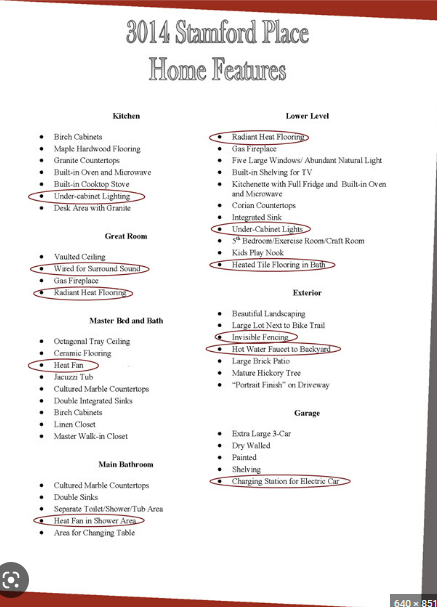 3014 Stamford Place
Home Features
Kitchen
• Birch Cabinets
• Maple Hardwood Flooring
• Granite Countertops
• Built-in Oven and Microwave
• Built-in Cooktop Stove
• Under-cabinet Lighting
• Desk Area with Granite
Great Room
• Vaulted Ceiling
• Wired for Surround Sound
• Gas Fireplace
• Radiant Heat Flooring
Master Bed and Bath
• Octagonal Tray Ceiling
• Ceramic Flooring
• Heat Fan
• Jacuzzi Tub
• Cultured Marble Countertops
• Double Integrated Sinks
• Birch Cabinets
• Linen Closet
• Master Walk-in Closet
Main Bathroom
• Cultured Marble Countertops
• Double Sinks
• Separate Toilet/Shower/Tub Area
• Heat Fan in Shower Area
• Area for Changing Table
Lower Level
• Radiant Heat Flooring
• Gas Fireplace
• Five Large Windows/ Abundant Natural Light
• Built-in Shelving for TV
• Kitchenette with Full Fridge and Built-in Oven
and Microwave
• Corian Countertops
• Integrated Sink
• Under-Cabinet Lights
• 5th Bedroom/Exercise Room/Craft Room
• Kids Play Nook
• Heated Tile Flooring in Bath
Exterior
• Beautiful Landscaping
• Large Lot Next to Bike Trail
• Invisible Fencing
• Hot Water Faucet to Backyard
• Large Brick Patio
• Mature Hickory Tree
• “Portrait Finish” on Driveway
Garage
• Extra Large 3-Car
• Dry Walled
• Painted
• Shelving
• Charging Station for Electric Car
640 × 851